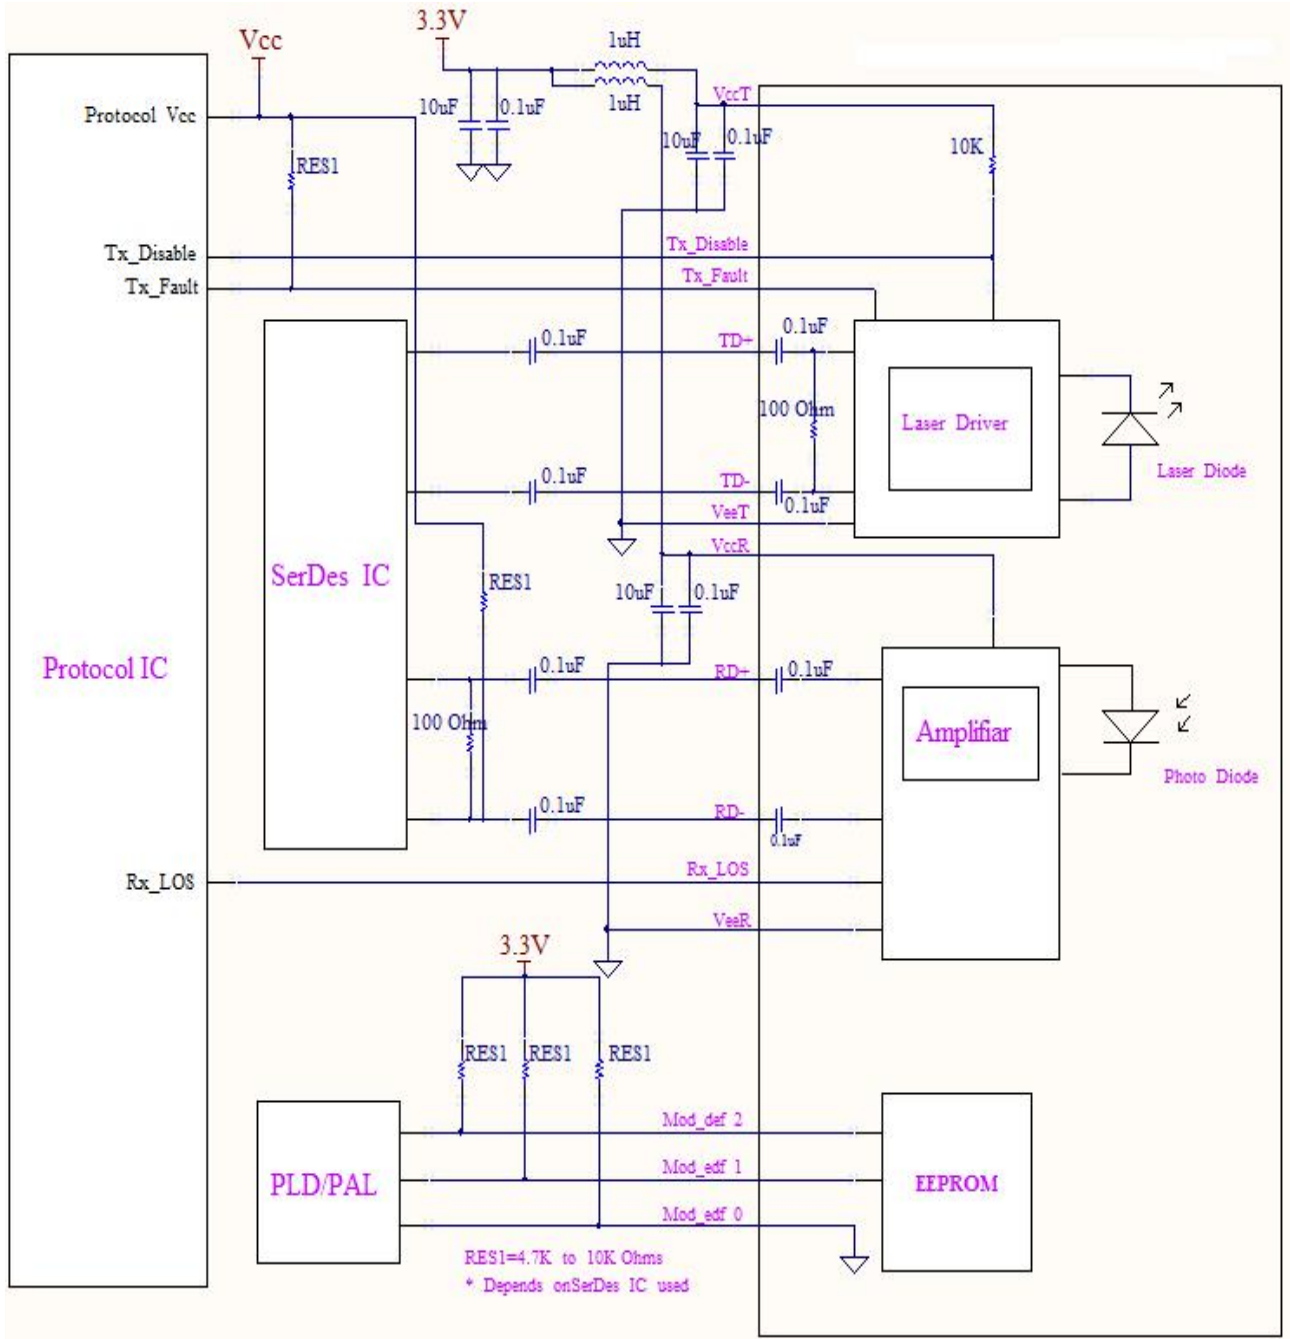 3.3V
Vcc
1uH
1uH
VccT
10uF
0.1uF
10uF
0.1uF
Protocol Vcc
RES1
10K
Tx_Disable
Tx_Disable
Tx_Fault
Tx_Fault
0.1uF
TD+
0.1uF
100 Ohm
Laser Driver
Laser Diode
0.1uF
TD-
0.1uF
VeeT
VccR
SerDes IC
RES1
10uF
0.1uF
Protocol IC
0.1uF
RD+
0.1uF
100 Ohm
Amplifiar
Photo Diode
0.1uF
RD-
0.1uF
Rx_LOS
Rx_LOS
VeeR
3.3V
RES1
RES1
RES1
Mod_def 2
PLD/PAL
Mod_edf 1
EEPROM
Mod_edf 0
RES1=4.7K to 10K Ohms
* Depends onSerDes IC used